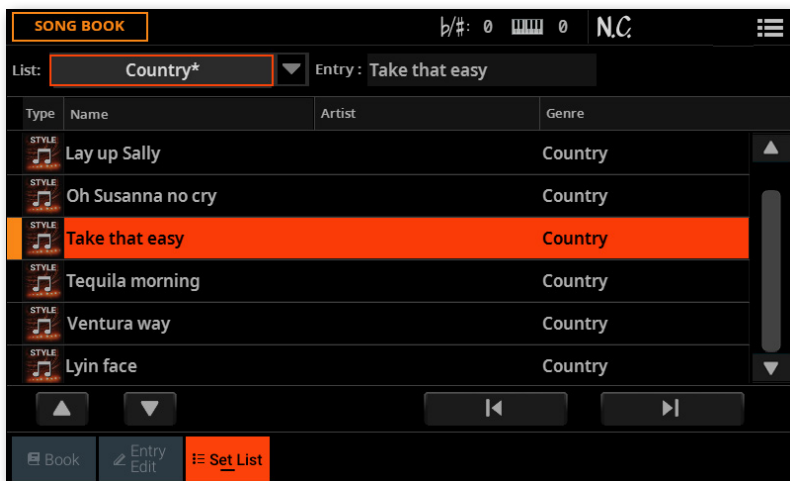 SONG BOOK ♭/♯: 0 0 N.C.
List: Country* Entry : Take that easy
Type Name Artist Genre
STYLE Lay up Sally Country
STYLE Oh Susanna no cry Country
STYLE Take that easy Country
STYLE Tequila morning Country
STYLE Ventura way Country
STYLE Lyin face Country
Book Entry Edit Set List